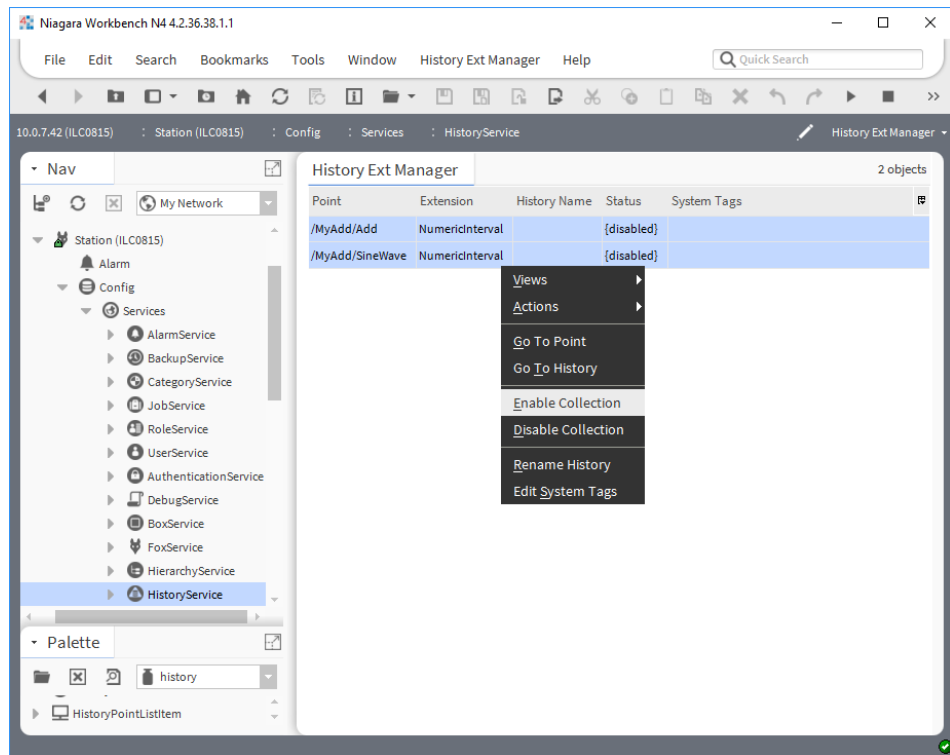 Niagara Workbench N4 4.2.36.38.1.1
File Edit Search Bookmarks Tools Window History Ext Manager Help Quick Search
10.0.7.42 (ILC0815) : Station (ILC0815) : Config : Services : HistoryService History Ext Manager
Nav
My Network
Station (ILC0815)
Alarm
Config
Services
AlarmService
BackupService
CategoryService
JobService
RoleService
UserService
AuthenticationService
DebugService
BoxService
FoxService
HierarchyService
HistoryService
Palette
history
HistoryPointListItem
History Ext Manager 2 objects
Point Extension History Name Status System Tags
/MyAdd/Add NumericInterval {disabled}
/MyAdd/SineWave NumericInterval {disabled}
Views
Actions
Go To Point
Go To History
Enable Collection
Disable Collection
Rename History
Edit System Tags